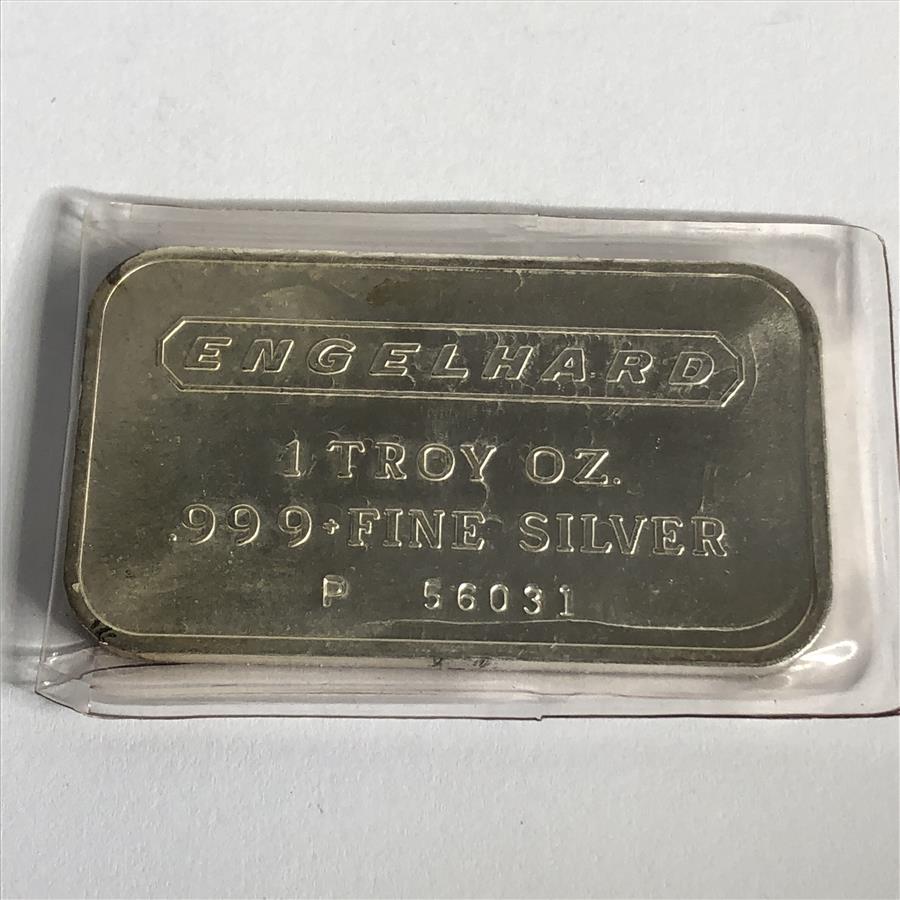 ENGELHARD
1 TROY OZ.
.999+ FINE SILVER
P 56031